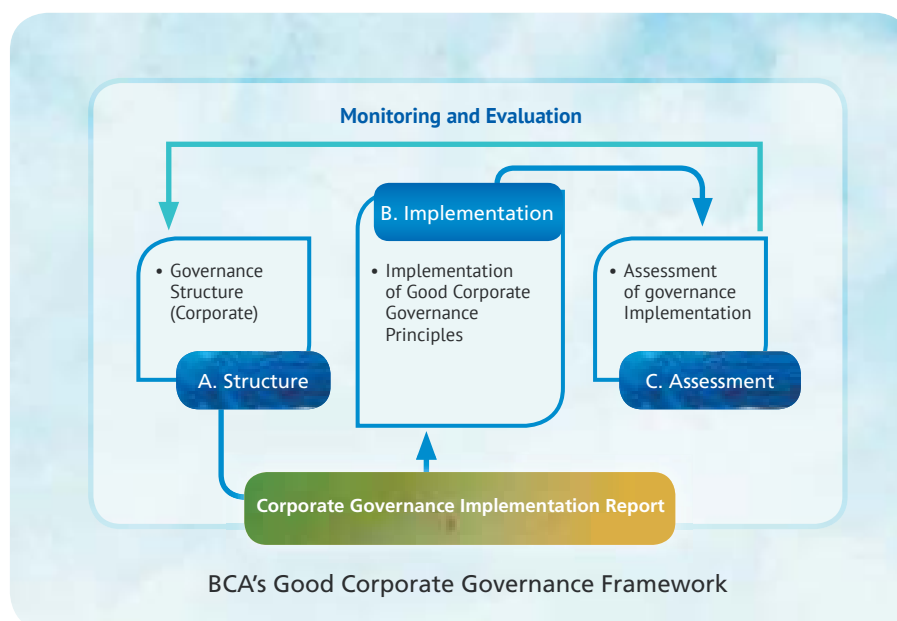 Monitoring and Evaluation
• Governance
Structure
(Corporate)
A. Structure
B. Implementation
• Implementation
of Good Corporate
Governance
Principles
• Assessment
of governance
Implementation
C. Assessment
Corporate Governance Implementation Report
BCA's Good Corporate Governance Framework